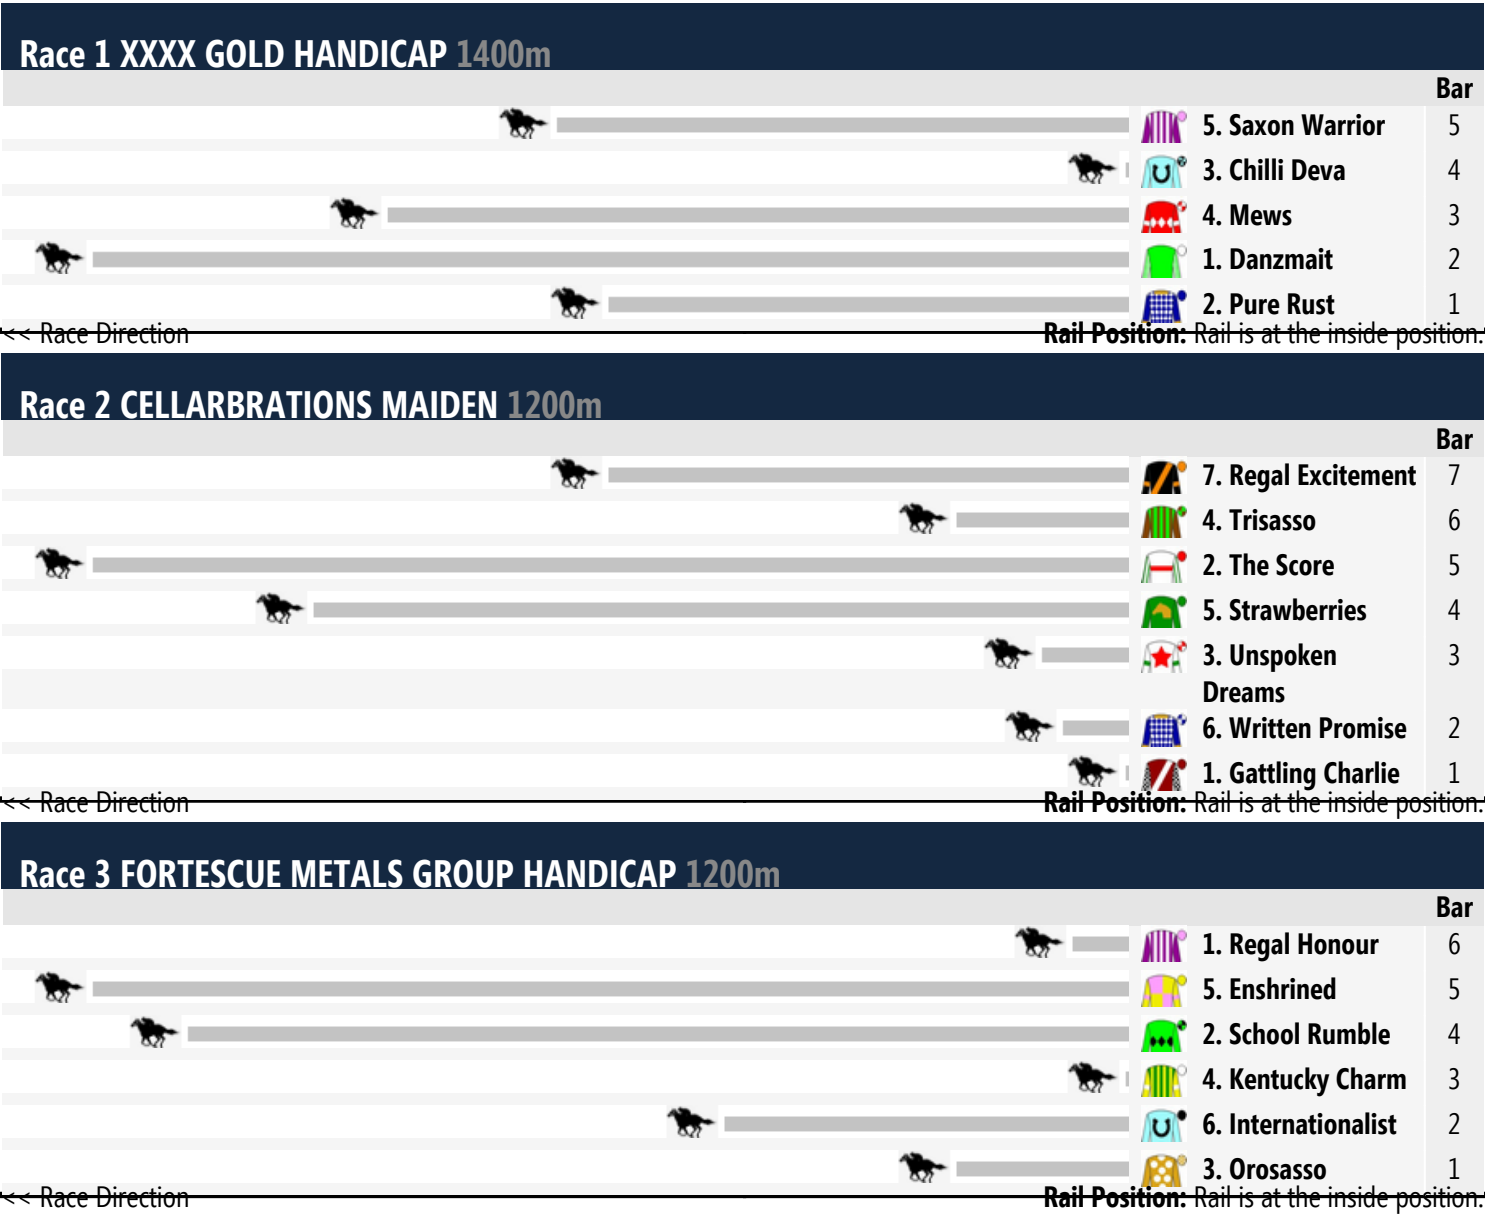 Race 1 XXXX GOLD HANDICAP 1400m
Bar
5. Saxon Warrior 5
3. Chilli Deva 4
4. Mews 3
1. Danzmait 2
2. Pure Rust 1
<< Race Direction Rail Position: Rail is at the inside position.
Race 2 CELLARBRATIONS MAIDEN 1200m
Bar
7. Regal Excitement 7
4. Trisasso 6
2. The Score 5
5. Strawberries 4
3. Unspoken 3
Dreams
6. Written Promise 2
1. Gattling Charlie 1
<< Race Direction Rail Position: Rail is at the inside position.
Race 3 FORTESCUE METALS GROUP HANDICAP 1200m
Bar
1. Regal Honour 6
5. Enshrined 5
2. School Rumble 4
4. Kentucky Charm 3
6. Internationalist 2
3. Orosasso 1
<< Race Direction Rail Position: Rail is at the inside position.